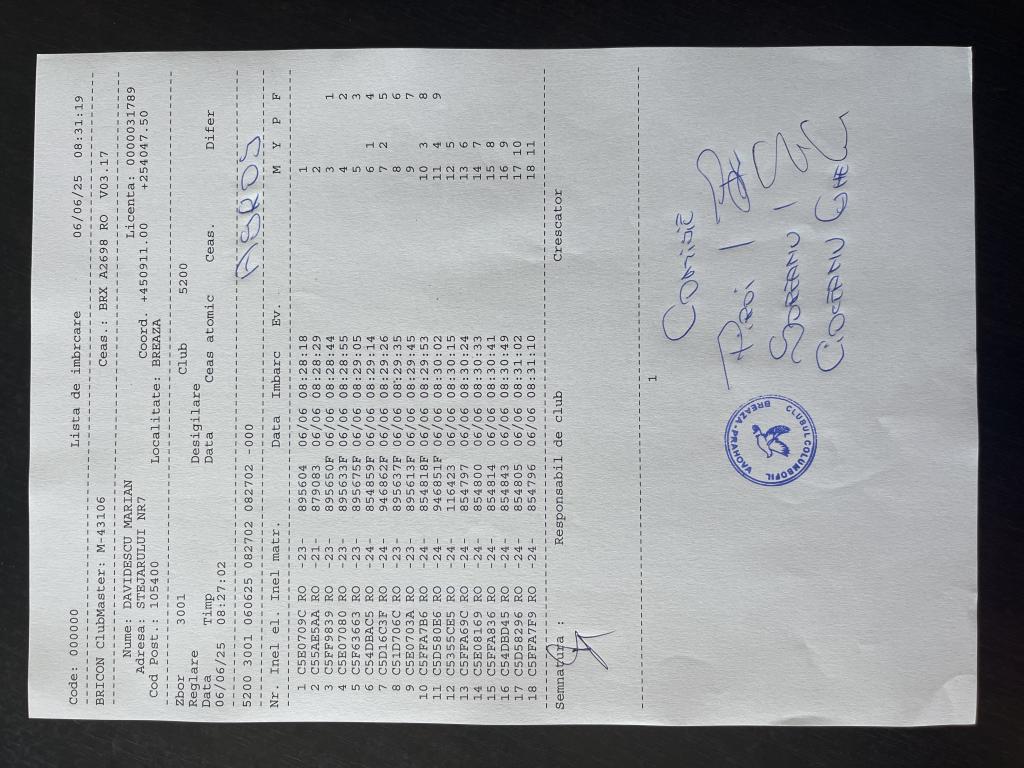 Code: 000000 Lista de imbrcare 06/06/25 08:31:19
BRICON ClubMaster: M-43106 Ceas.: BRX A2698 RO V03.17
Nume: DAVIDESCU MARIAN Licenta: 0000031789
Adresa: STEJARULUI NR7 Coord. +450911.00 +254047.50
Cod Post.: 105400 Localitate: BREAZA
Zbor 3001 Club 5200
Reglare Desigilare
Data Timp Data Ceas atomic Ceas. Difer
06/06/25 08:27:02
5200 3001 060625 082702 082702 -000
Nr. Inel el. Inel matr. Data Imbarc Ev. M Y P F
1 C5E0709C RO -23- 895604 06/06 08:28:18 1
2 C55AE5AA RO -21- 879083 06/06 08:28:29 2
3 C5FF9839 RO -23- 895650F 06/06 08:28:44 3 1
4 C5E07080 RO -23- 895633F 06/06 08:28:55 4 2
5 C5F63663 RO -23- 895675F 06/06 08:29:05 5 3
6 C54DBAC5 RO -24- 854859F 06/06 08:29:14 6 1 4
7 C5D16C3F RO -24- 946862F 06/06 08:29:26 7 2 5
8 C51D706C RO -23- 895637F 06/06 08:29:35 8 6
9 C5E0703A RO -23- 895613F 06/06 08:29:45 9 7
10 C5FFA7B6 RO -24- 854818F 06/06 08:29:53 10 3 8
11 C5D580E6 RO -24- 946851F 06/06 08:30:02 11 4 9
12 C5355CE5 RO -24- 116423 06/06 08:30:15 12 5
13 C5FFA69C RO -24- 854797 06/06 08:30:24 13 6
14 C5E08169 RO -24- 854800 06/06 08:30:33 14 7
15 C5FFA836 RO -24- 854814 06/06 08:30:41 15 8
16 C54DBD45 RO -24- 854843 06/06 08:30:49 16 9
17 C5D58296 RO -24- 854805 06/06 08:31:02 17 10
18 C5FFA7F9 RO -24- 854796 06/06 08:31:10 18 11
Semnatura : Responsabil de club Crescator
1
CLUBUL COLUMBOFIL
BREAZA-PRAHOVA